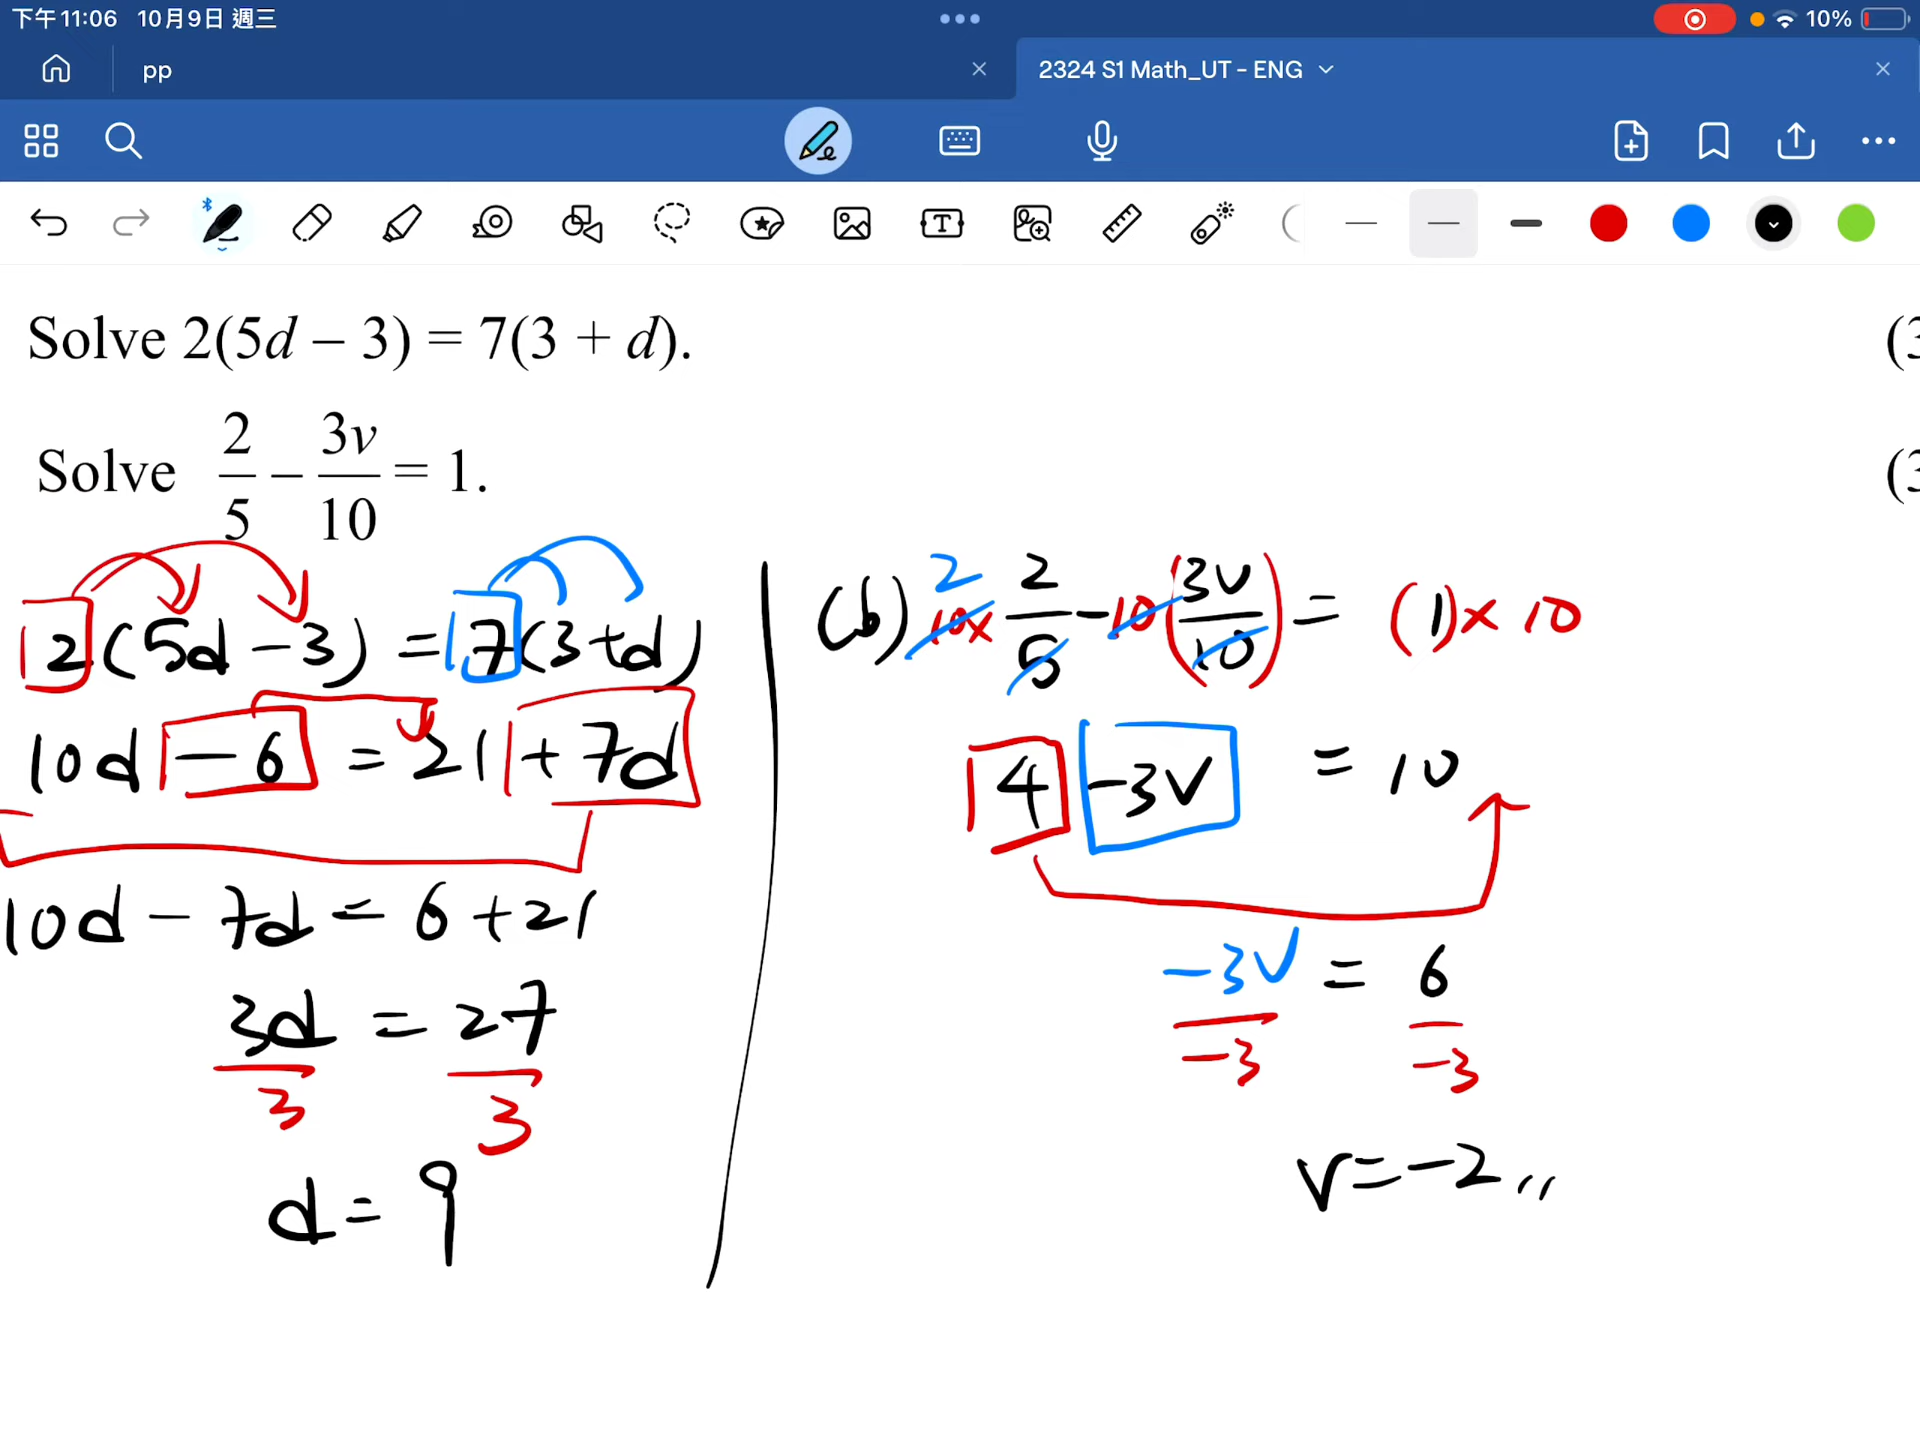 下午11:06 10月9日 週三
10%
pp
2324 S1 Math_UT - ENG
Solve 2(5d – 3) = 7(3 + d).
(3
Solve 2/5 – 3v/10 = 1.
(3
2(5d - 3) = 7(3+d)
10d - 6 = 21 + 7d
10d - 7d = 6 + 21
3d = 27
3 3
d = 9
(b) 2
10x 2/5 - 10(3v/10) = (1) x 10
4 - 3v = 10
-3v = 6
-3 -3
v = -2 //